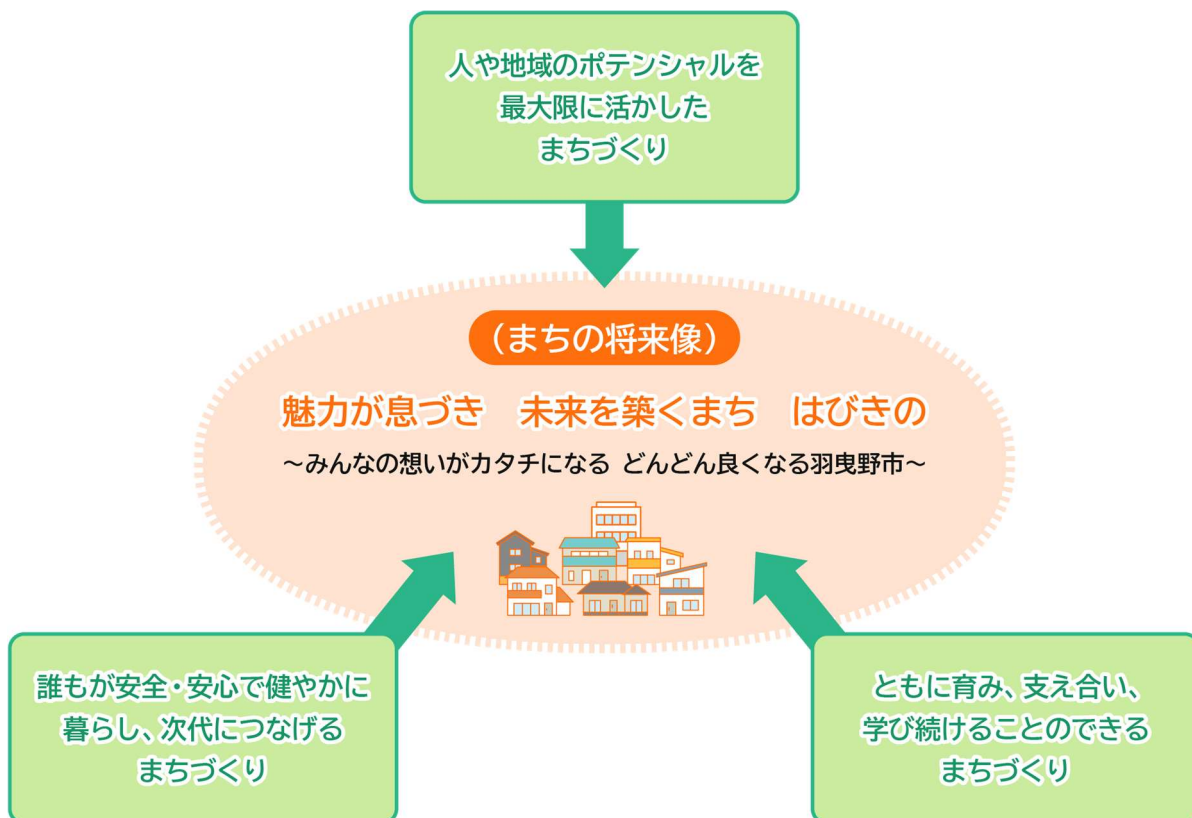 人や地域のポテンシャルを
最大限に活かした
まちづくり
（まちの将来像）
魅力が息づき　未来を築くまち　はびきの
～みんなの想いがカタチになる どんどん良くなる羽曳野市～
誰もが安全・安心で健やかに
暮らし、次代につなげる
まちづくり
ともに育み、支え合い、
学び続けることのできる
まちづくり